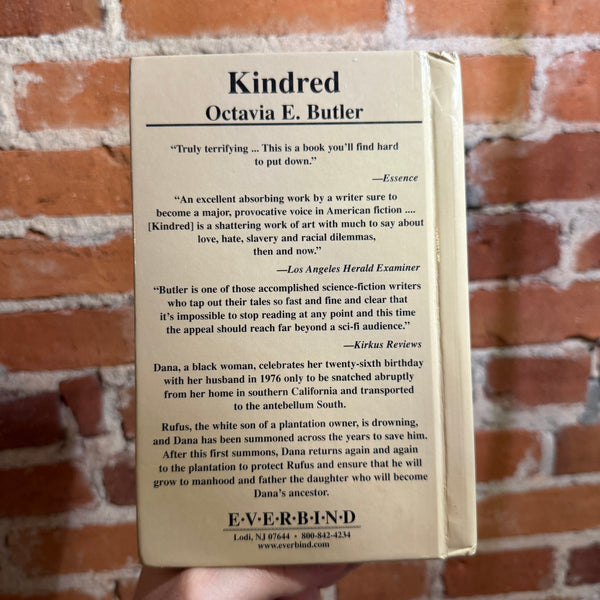 Kindred
Octavia E. Butler
“Truly terrifying ... This is a book you’ll find hard
to put down.”
—Essence
“An excellent absorbing work by a writer sure to
become a major, provocative voice in American fiction ....
[Kindred] is a shattering work of art with much to say about
love, hate, slavery and racial dilemmas,
then and now.”
—Los Angeles Herald Examiner
“Butler is one of those accomplished science-fiction writers
who tap out their tales so fast and fine and clear that
it’s impossible to stop reading at any point and this time
the appeal should reach far beyond a sci-fi audience.”
—Kirkus Reviews
Dana, a black woman, celebrates her twenty-sixth birthday
with her husband in 1976 only to be snatched abruptly
from her home in southern California and transported
to the antebellum South.
Rufus, the white son of a plantation owner, is drowning,
and Dana has been summoned across the years to save him.
After this first summons, Dana returns again and again
to the plantation to protect Rufus and ensure that he will
grow to manhood and father the daughter who will become
Dana’s ancestor.
E·V·E·R·B·I·N·D
Lodi, NJ 07644 • 800-842-4234
www.everbind.com